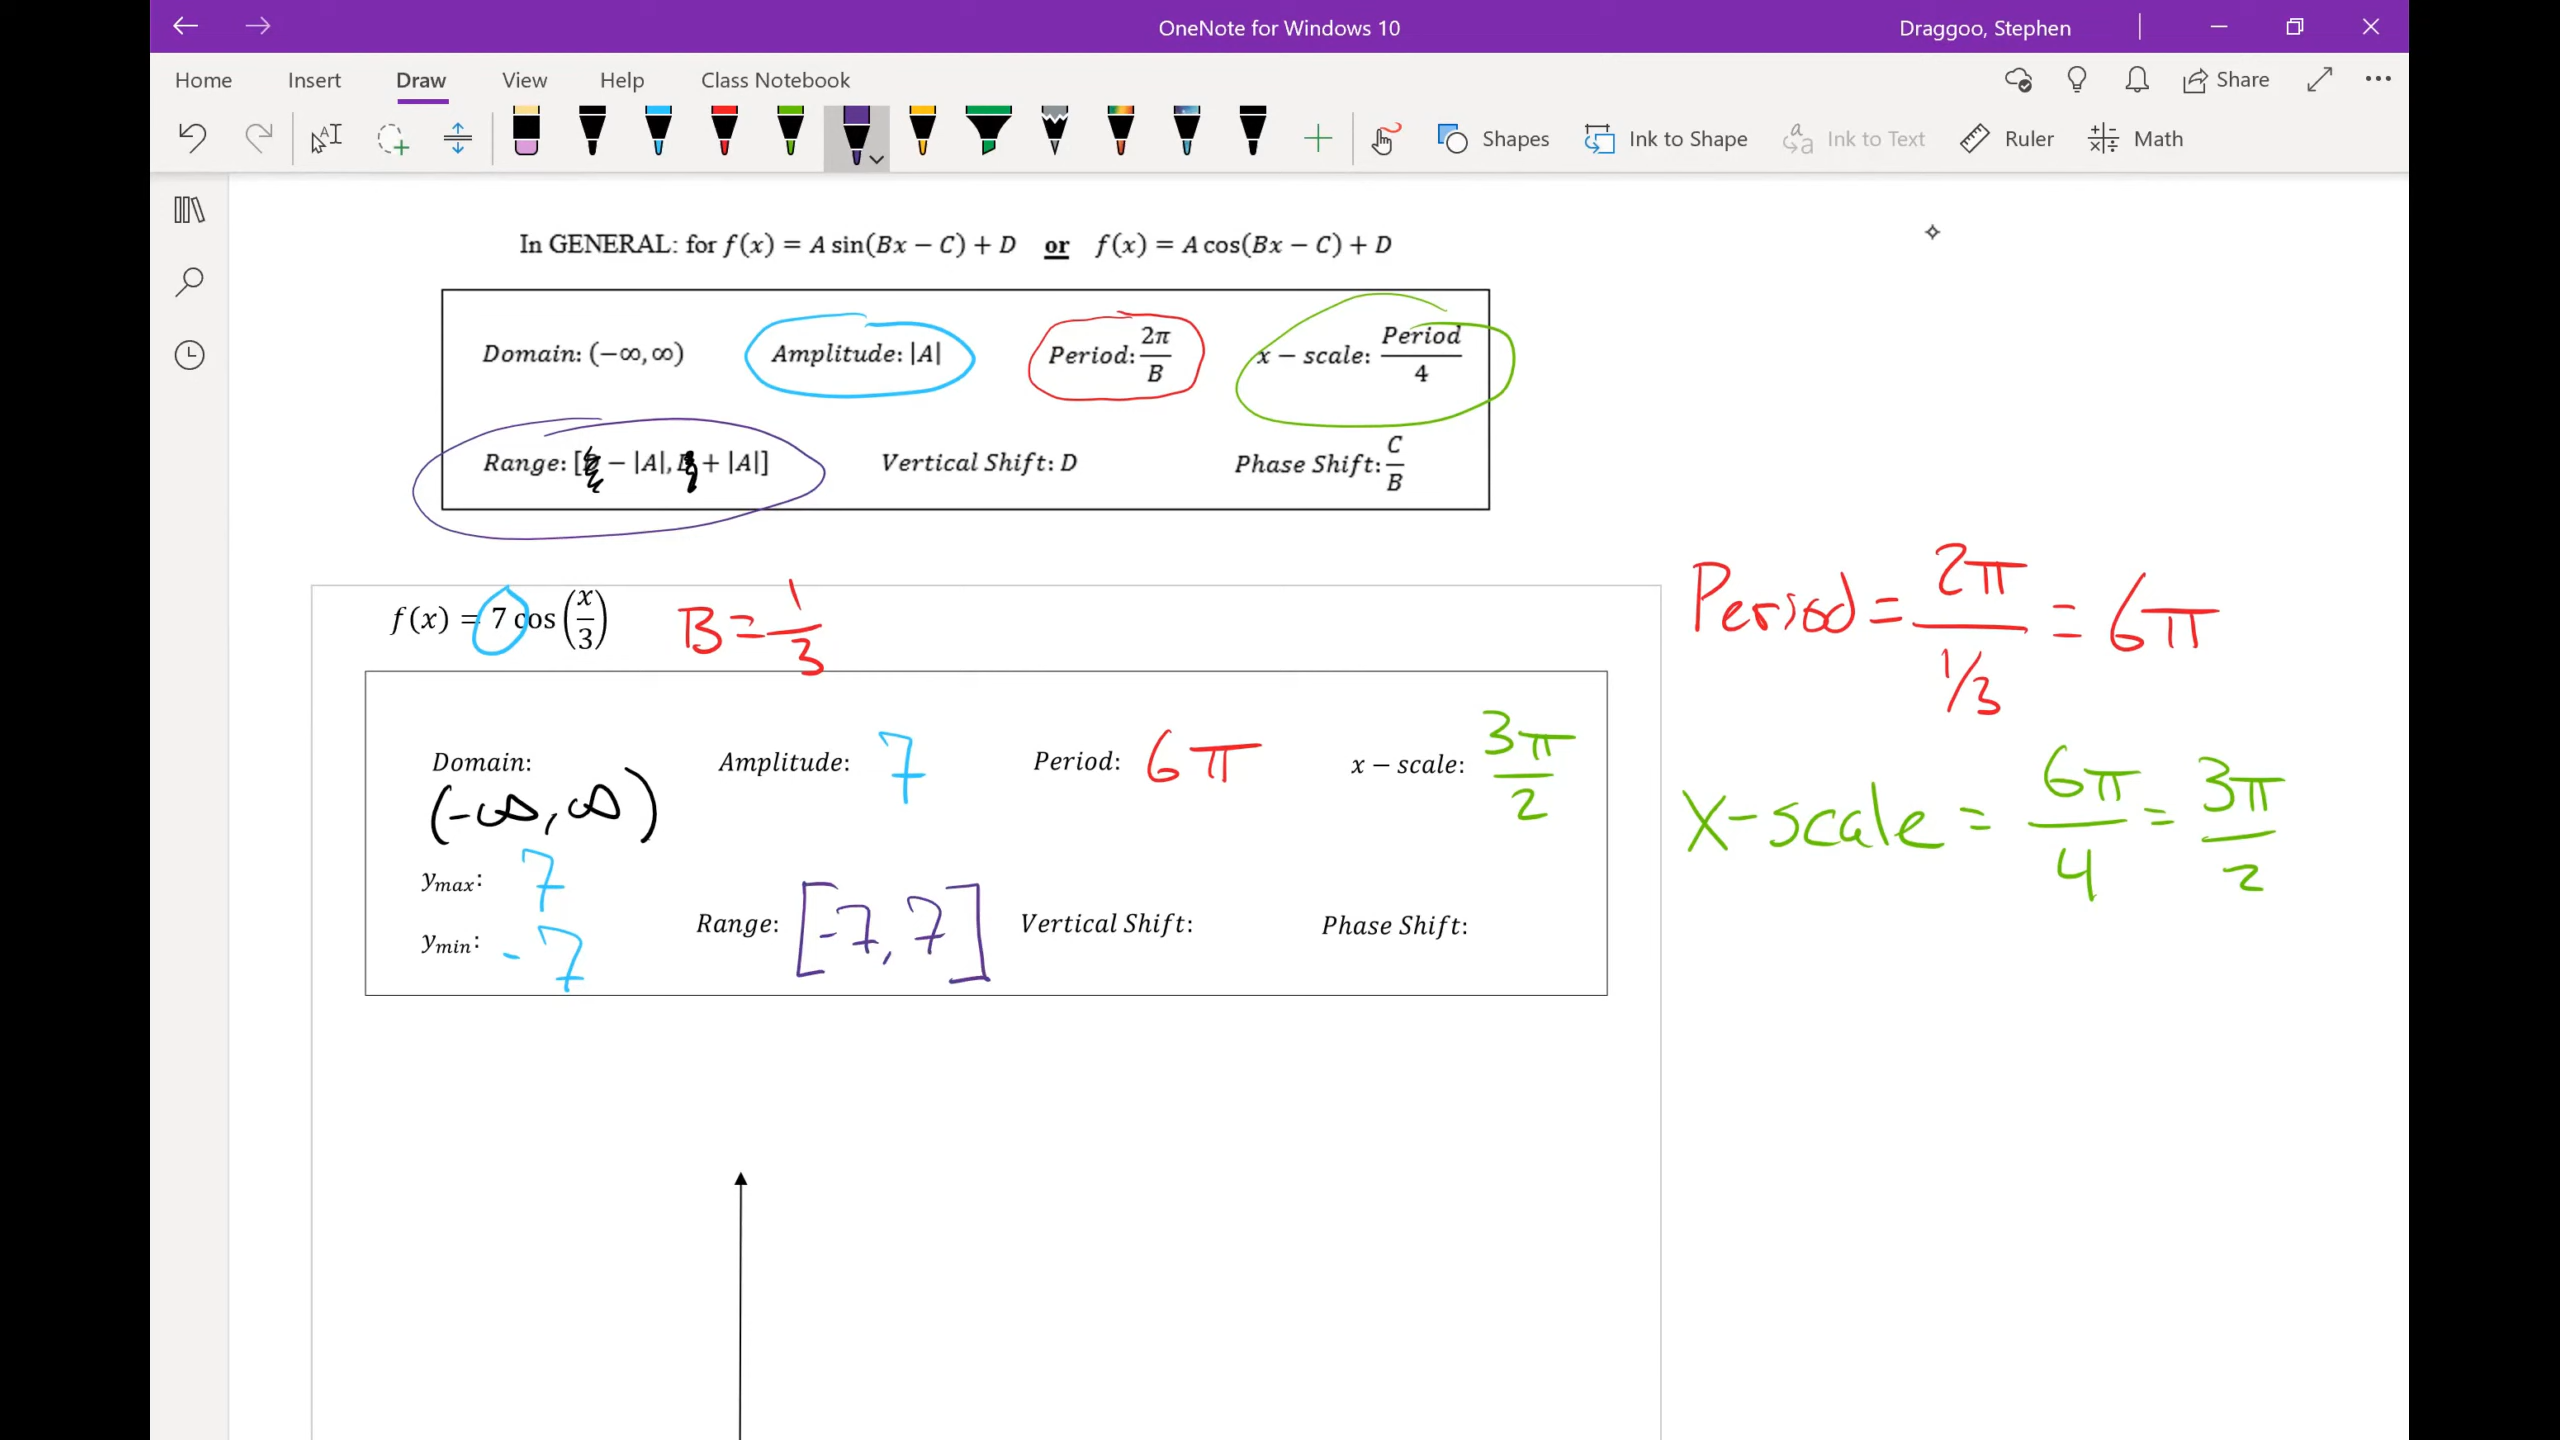 OneNote for Windows 10
Draggoo, Stephen
Home Insert Draw View Help Class Notebook Share
Shapes Ink to Shape Ink to Text Ruler Math
In GENERAL: for f(x) = A sin(Bx − C) + D or f(x) = A cos(Bx − C) + D
Domain: (−∞, ∞) Amplitude: |A| Period: 2π/B x − scale: Period/4
Range: [ − |A|, + |A|] Vertical Shift: D Phase Shift: C/B
f(x) = 7 cos (x/3) B = 1/3
Period = 2π/(1/3) = 6π
Domain: Amplitude: 7 Period: 6π x − scale: 3π/2
(-∞, ∞)
X-scale = 6π/4 = 3π/2
ymax: 7
Range: [-7, 7] Vertical Shift: Phase Shift:
ymin: -7